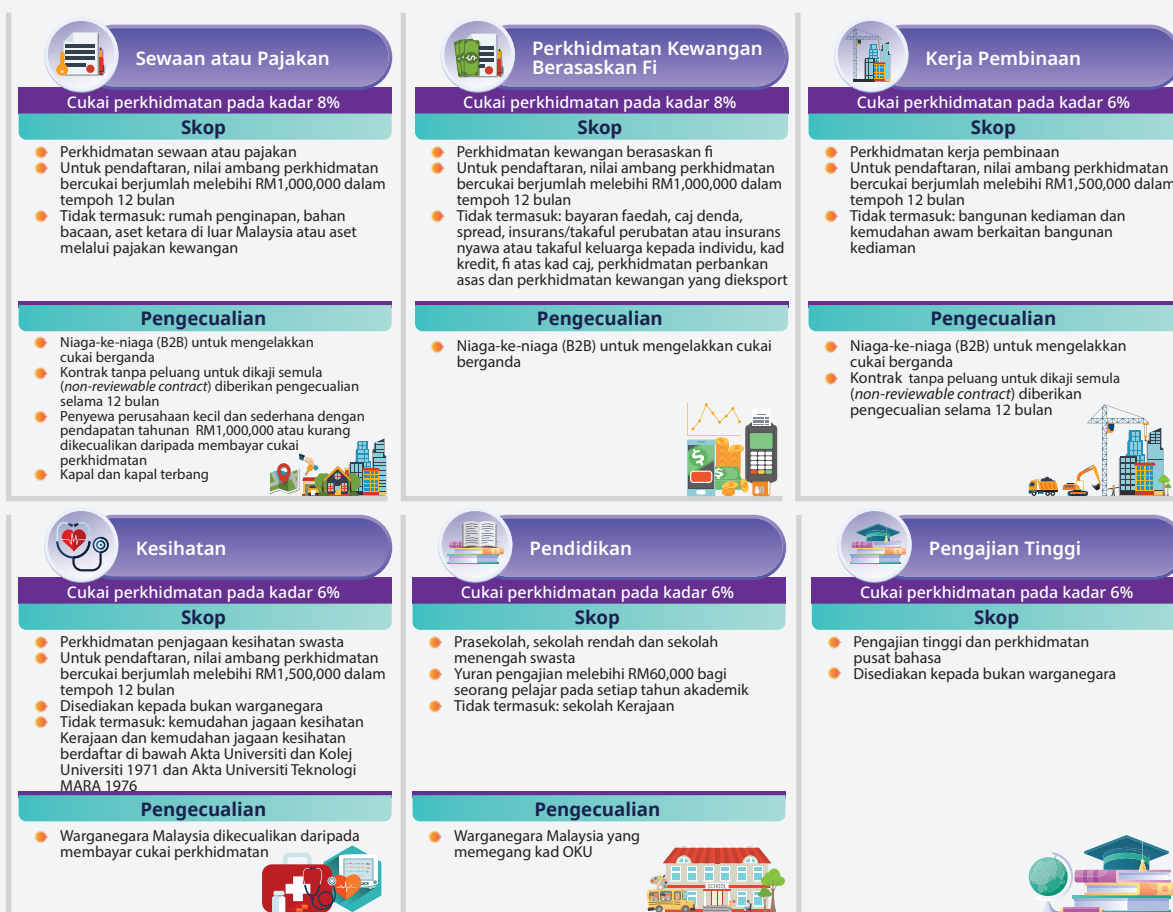 Sewaan atau Pajakan
Cukai perkhidmatan pada kadar 8%
Skop
Perkhidmatan sewaan atau pajakan
Untuk pendaftaran, nilai ambang perkhidmatan
bercukai berjumlah melebihi RM1,000,000 dalam
tempoh 12 bulan
Tidak termasuk: rumah penginapan, bahan
bacaan, aset ketara di luar Malaysia atau aset
melalui pajakan kewangan
Pengecualian
Niaga-ke-niaga (B2B) untuk mengelakkan
cukai berganda
Kontrak tanpa peluang untuk dikaji semula
(non-reviewable contract) diberikan pengecualian
selama 12 bulan
Penyewa perusahaan kecil dan sederhana dengan
pendapatan tahunan RM1,000,000 atau kurang
dikecualikan daripada membayar cukai
perkhidmatan
Kapal dan kapal terbang
Perkhidmatan Kewangan
Berasaskan Fi
Cukai perkhidmatan pada kadar 8%
Skop
Perkhidmatan kewangan berasaskan fi
Untuk pendaftaran, nilai ambang perkhidmatan
bercukai berjumlah melebihi RM1,000,000 dalam
tempoh 12 bulan
Tidak termasuk: bayaran faedah, caj denda,
spread, insurans/takaful perubatan atau insurans
nyawa atau takaful keluarga kepada individu, kad
kredit, fi atas kad caj, perkhidmatan perbankan
asas dan perkhidmatan kewangan yang dieksport
Pengecualian
Niaga-ke-niaga (B2B) untuk mengelakkan cukai
berganda
Kerja Pembinaan
Cukai perkhidmatan pada kadar 6%
Skop
Perkhidmatan kerja pembinaan
Untuk pendaftaran, nilai ambang perkhidmatan
bercukai berjumlah melebihi RM1,500,000 dalam
tempoh 12 bulan
Tidak termasuk: bangunan kediaman dan
kemudahan awam berkaitan bangunan
kediaman
Pengecualian
Niaga-ke-niaga (B2B) untuk mengelakkan
cukai berganda
Kontrak tanpa peluang untuk dikaji semula
(non-reviewable contract) diberikan
pengecualian selama 12 bulan
Kesihatan
Cukai perkhidmatan pada kadar 6%
Skop
Perkhidmatan penjagaan kesihatan swasta
Untuk pendaftaran, nilai ambang perkhidmatan
bercukai berjumlah melebihi RM1,500,000 dalam
tempoh 12 bulan
Disediakan kepada bukan warganegara
Tidak termasuk: kemudahan jagaan kesihatan
Kerajaan dan kemudahan jagaan kesihatan
berdaftar di bawah Akta Universiti dan Kolej
Universiti 1971 dan Akta Universiti Teknologi
MARA 1976
Pengecualian
Warganegara Malaysia dikecualikan daripada
membayar cukai perkhidmatan
Pendidikan
Cukai perkhidmatan pada kadar 6%
Skop
Prasekolah, sekolah rendah dan sekolah
menengah swasta
Yuran pengajian melebihi RM60,000 bagi
seorang pelajar pada setiap tahun akademik
Tidak termasuk: sekolah Kerajaan
Pengecualian
Warganegara Malaysia yang
memegang kad OKU
SCHOOL
Pengajian Tinggi
Cukai perkhidmatan pada kadar 6%
Skop
Pengajian tinggi dan perkhidmatan
pusat bahasa
Disediakan kepada bukan warganegara